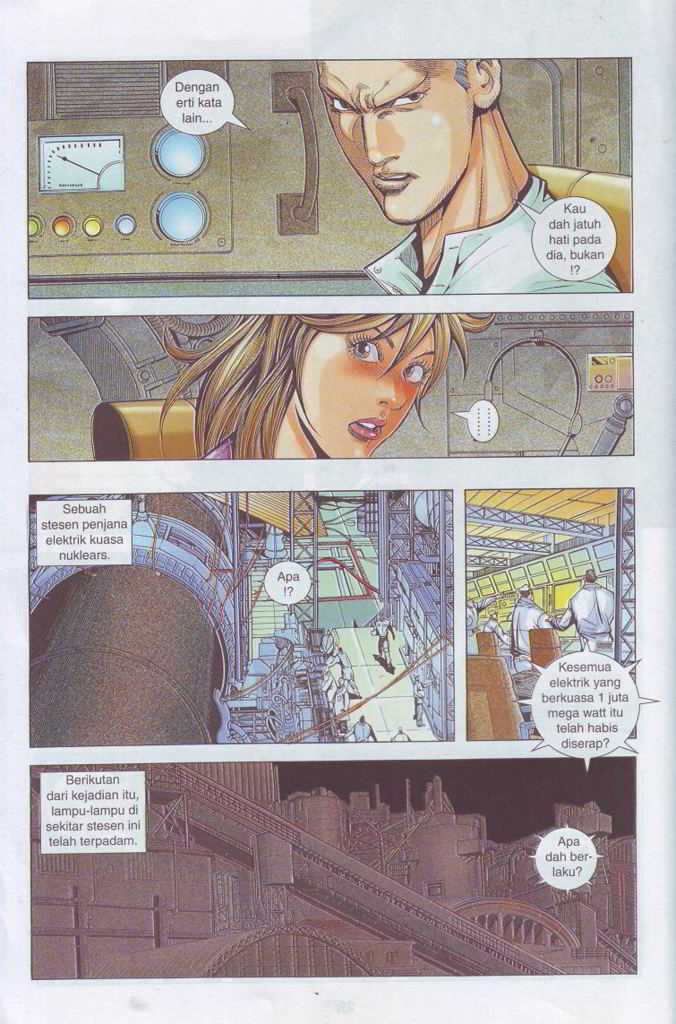 Dengan
erti kata
lain...
Kau
dah jatuh
hati pada
dia, bukan
!?
Sebuah
stesen penjana
elektrik kuasa
nuklears.
Apa
!?
Kesemua
elektrik yang
berkuasa 1 juta
mega watt itu
telah habis
diserap?
Berikutan
dari kejadian itu,
lampu-lampu di
sekitar stesen ini
telah terpadam.
Apa
dah ber-
laku?